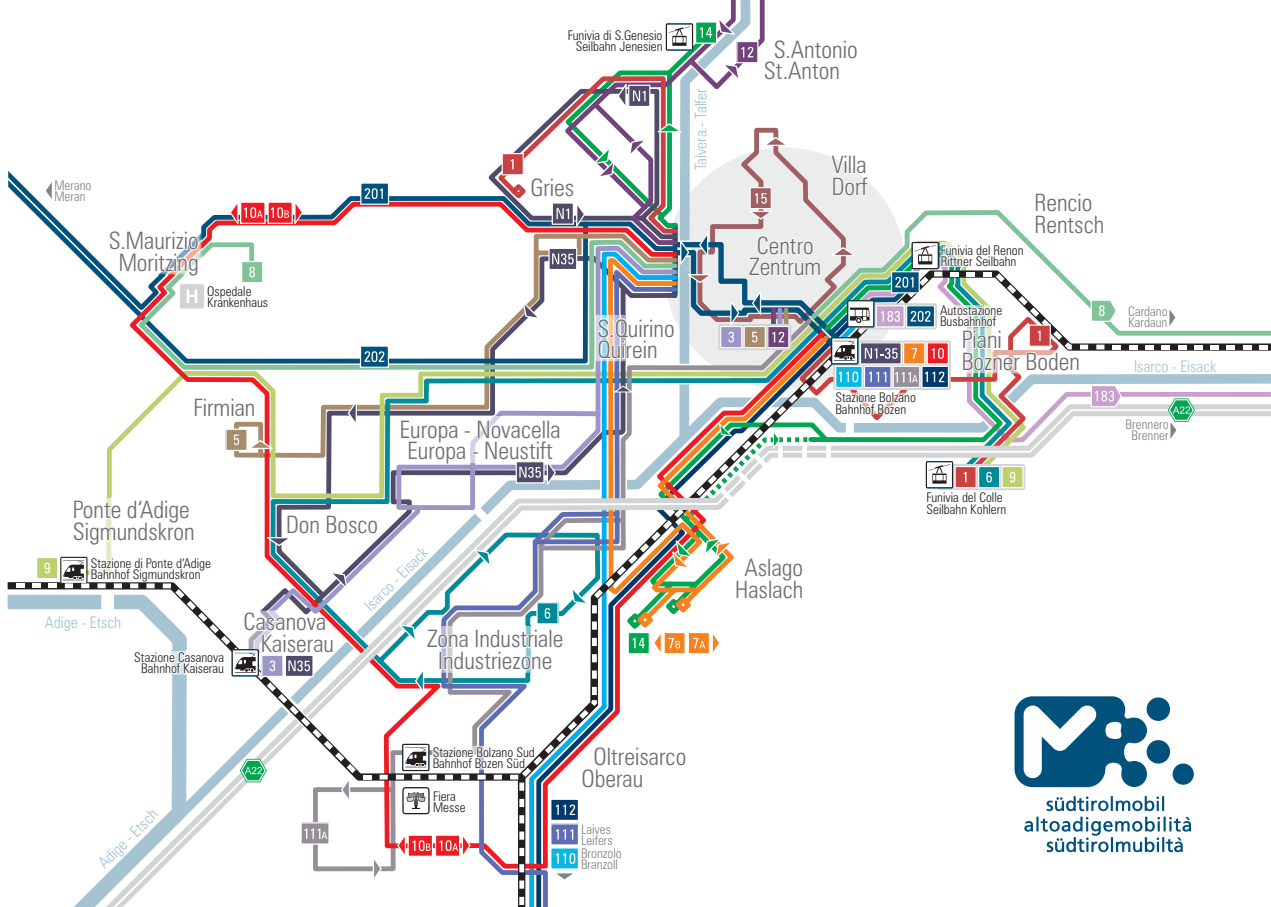 Funivia di S.Genesio
Seilbahn Jenesien
14
12
S.Antonio
St.Anton
N1
Talvera.- Talfer
Merano
Meran
1
Gries
201
10A 10B
N1
15
Villa
Dorf
Rencio
Rentsch
S.Maurizio
Moritzing
8
H
Ospedale
Krankenhaus
N35
Centro
Zentrum
Funivia del Renon
Rittner Seilbahn
201
183 202
Autostazione
Busbahnhof
8
Cardano
Kardaun
S.Quirino
Quirein
3 5 12
1
Piani
Bozner Boden
N1-35 7 10
110 111 111A 112
Stazione Bolzano
Bahnhof Bozen
202
Isarco - Eisack
183
A22
Brennero
Brenner
Firmian
5
Europa - Novacella
Europa - Neustift
N35
1 6 9
Funivia del Colle
Seilbahn Kohlern
Ponte d'Adige
Sigmundskron
Don Bosco
9
Stazione di Ponte d'Adige
Bahnhof Sigmundskron
Isarco - Eisack
Aslago
Haslach
Adige - Etsch
Casanova
Kaiserau
6
Zona Industriale
Industriezone
14 7B 7A
Stazione Casanova
Bahnhof Kaiserau
3 N35
Stazione Bolzano Sud
Bahnhof Bozen Süd
Oltreisarco
Oberau
A22
Fiera
Messe
112
111A
10B 10A
111
Laives
Leifers
110
Bronzolo
Branzoll
Adige - Etsch
südtirolmobil
altoadigemobilità
südtirolmubiltà